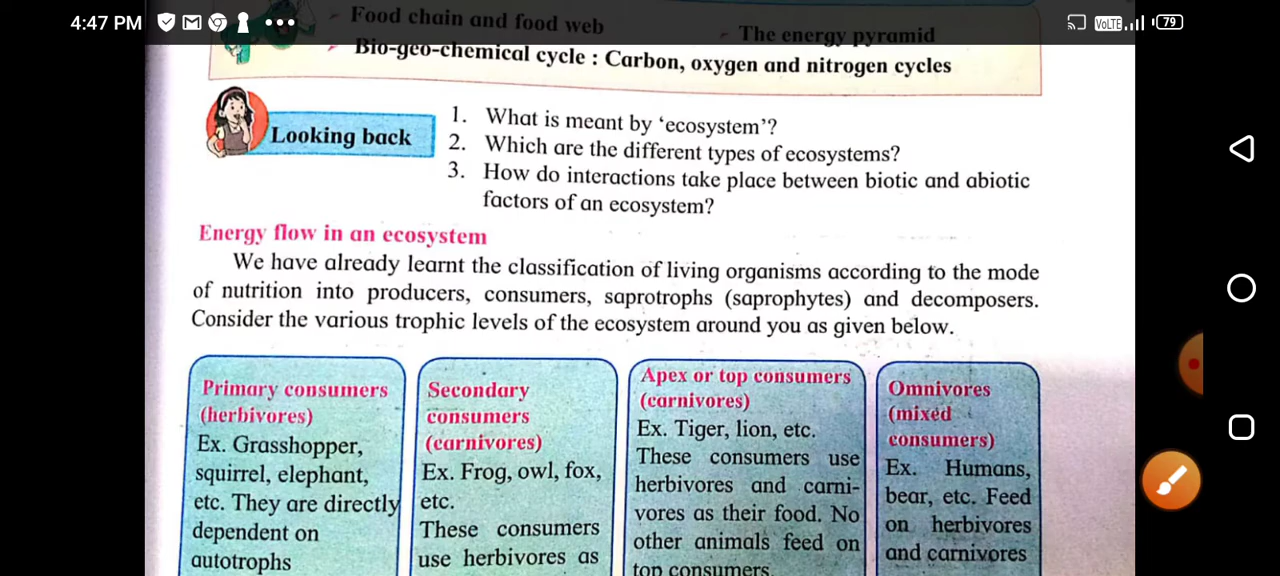 4:47 PM
VoLTE
79
Food chain and food web
The energy pyramid
Bio-geo-chemical cycle : Carbon, oxygen and nitrogen cycles
Looking back
1. What is meant by ‘ecosystem’?
2. Which are the different types of ecosystems?
3. How do interactions take place between biotic and abiotic
factors of an ecosystem?
Energy flow in an ecosystem
We have already learnt the classification of living organisms according to the mode
of nutrition into producers, consumers, saprotrophs (saprophytes) and decomposers.
Consider the various trophic levels of the ecosystem around you as given below.
Primary consumers
(herbivores)
Ex. Grasshopper,
squirrel, elephant,
etc. They are directly
dependent on
autotrophs
Secondary
consumers
(carnivores)
Ex. Frog, owl, fox,
etc.
These consumers
use herbivores as
Apex or top consumers
(carnivores)
Ex. Tiger, lion, etc.
These consumers use
herbivores and carni-
vores as their food. No
other animals feed on
top consumers.
Omnivores
(mixed
consumers)
Ex. Humans,
bear, etc. Feed
on herbivores
and carnivores